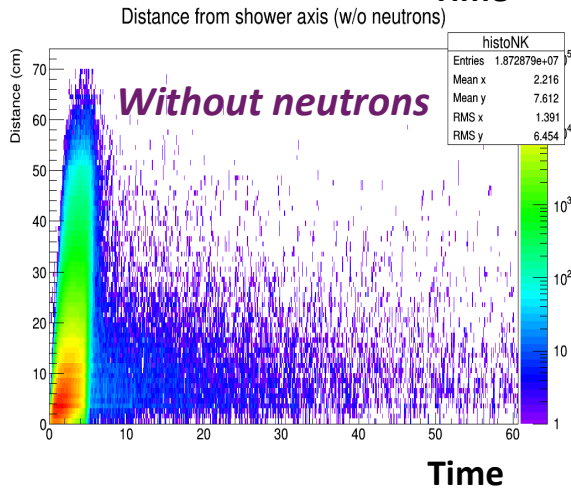 Distance from shower axis (w/o neutrons)
histoNK
Entries 1.872879e+07
Mean x 2.216
Mean y 7.612
RMS x 1.391
RMS y 6.454
Without neutrons
Distance (cm)
70
60
50
40
30
20
10
0
0 10 20 30 40 50 60
10³
10²
10
1
Time